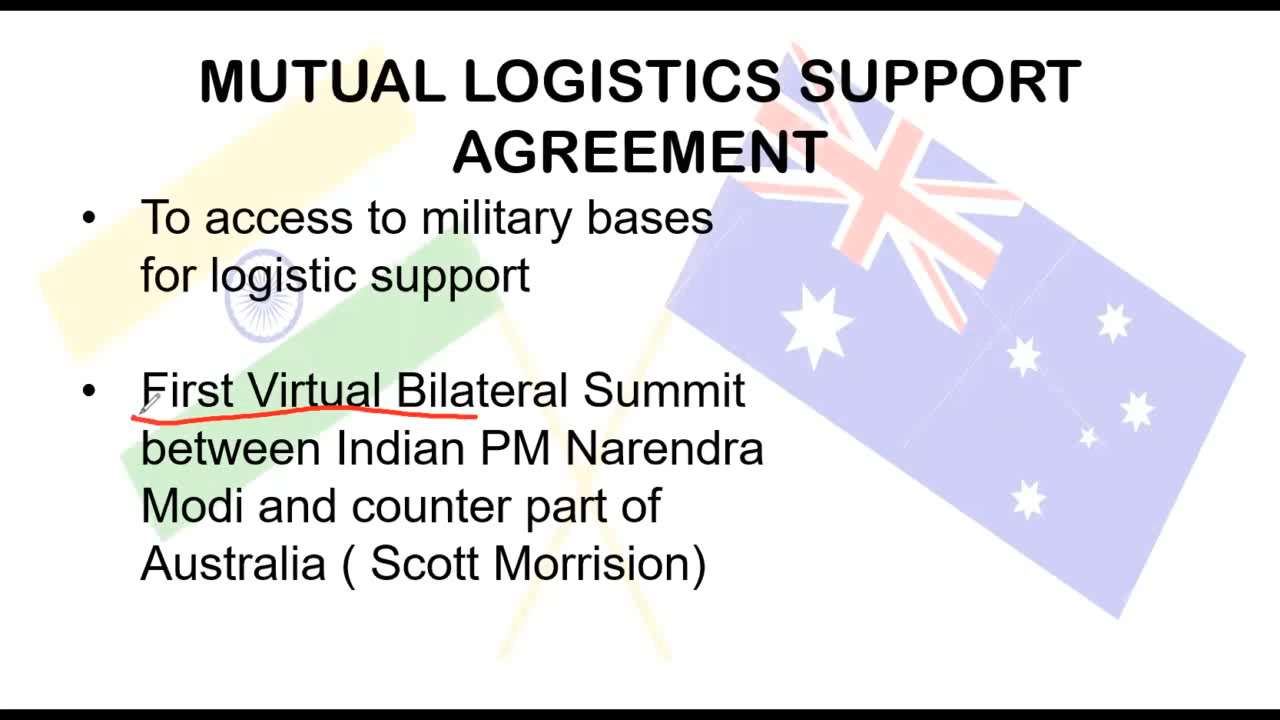 MUTUAL LOGISTICS SUPPORT
AGREEMENT
• To access to military bases
for logistic support
• First Virtual Bilateral Summit
between Indian PM Narendra
Modi and counter part of
Australia ( Scott Morrision)